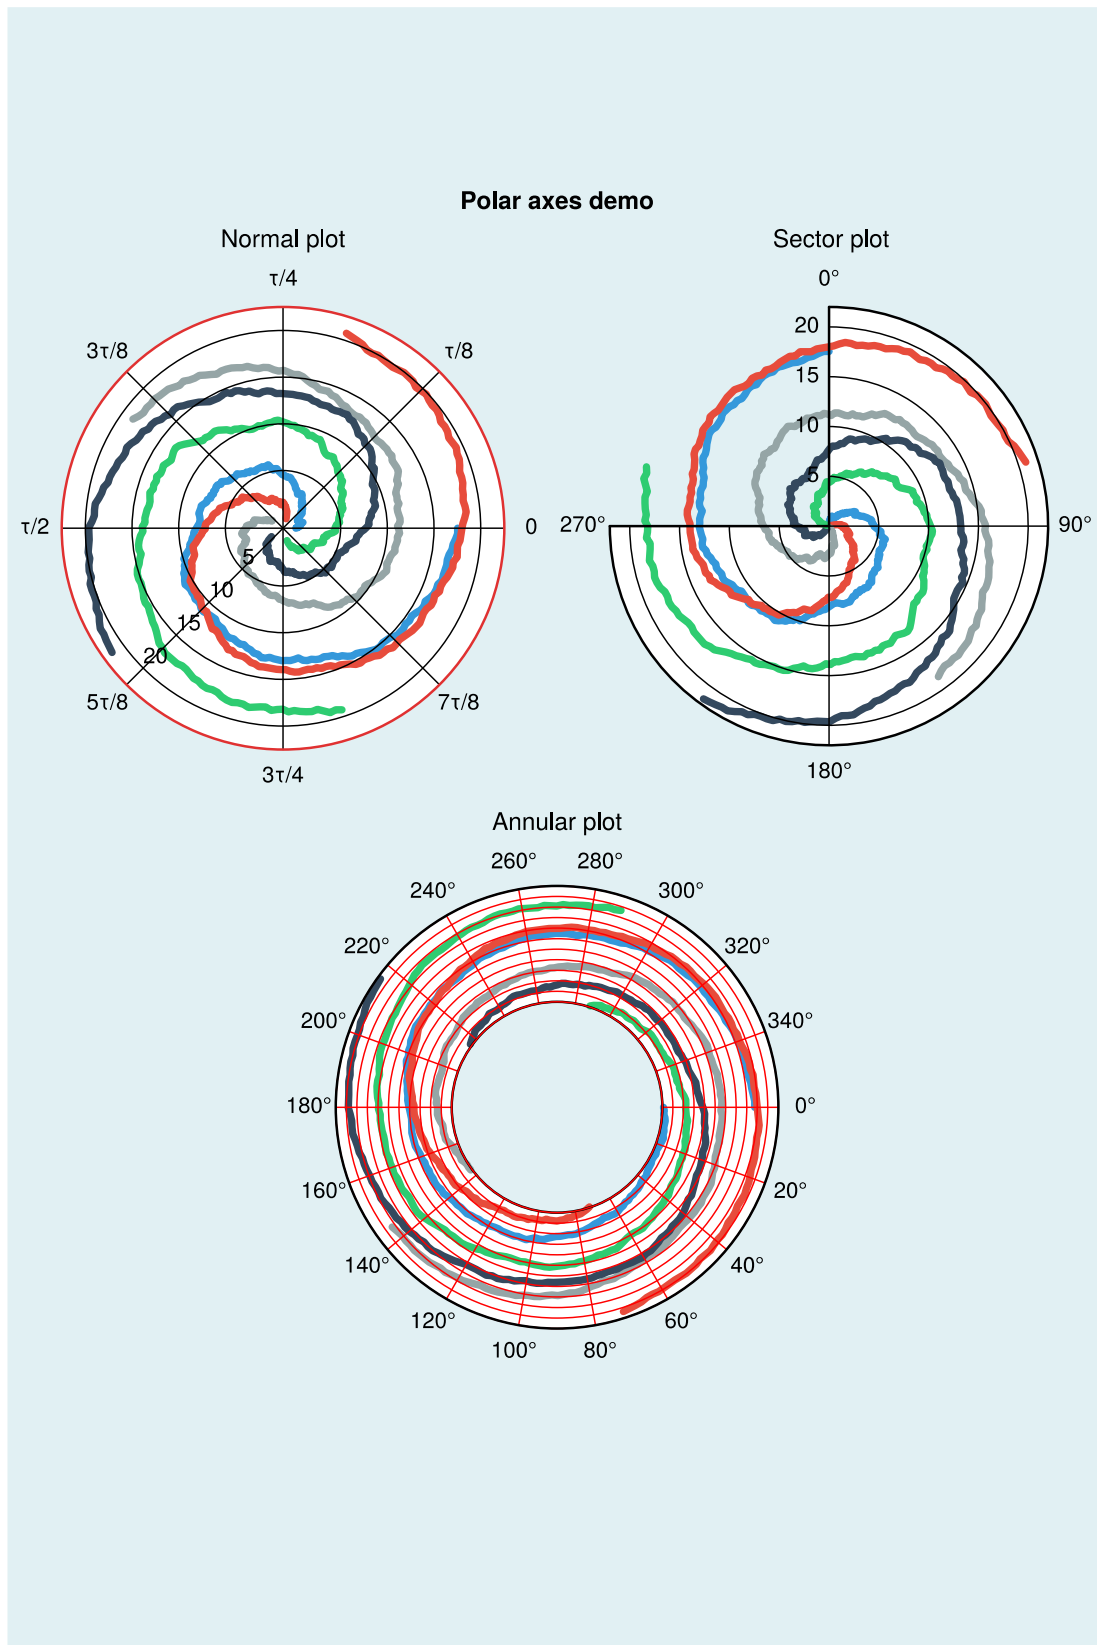 Polar axes demo
Normal plot
Sector plot
τ/4
0°
3τ/8
τ/8
20
15
10
5
τ/2
0
270°
90°
5
10
15
20
5τ/8
7τ/8
3τ/4
180°
Annular plot
260°
280°
240°
300°
220°
320°
200°
340°
180°
0°
160°
20°
140°
40°
120°
60°
100°
80°